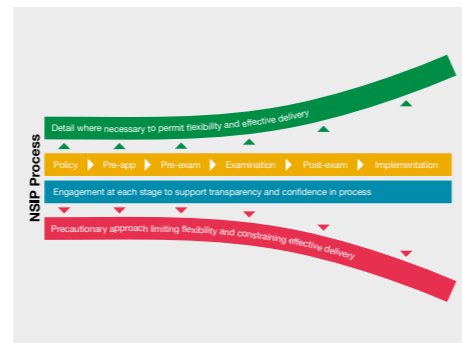 NSIP Process
Detail where necessary to permit flexibility and effective delivery
Policy Pre-app Pre-exam Examination Post-exam Implementation
Engagement at each stage to support transparency and confidence in process
Precautionary approach limiting flexibility and constraining effective delivery